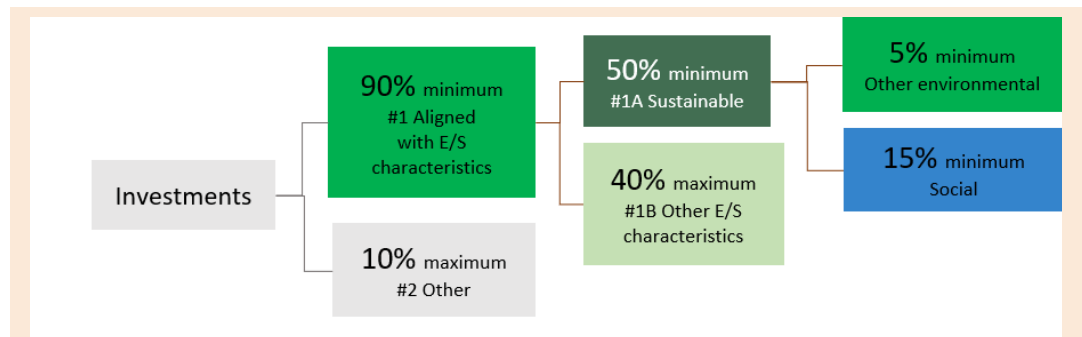 Investments
90% minimum
#1 Aligned
with E/S
characteristics
10% maximum
#2 Other
50% minimum
#1A Sustainable
40% maximum
#1B Other E/S
characteristics
5% minimum
Other environmental
15% minimum
Social